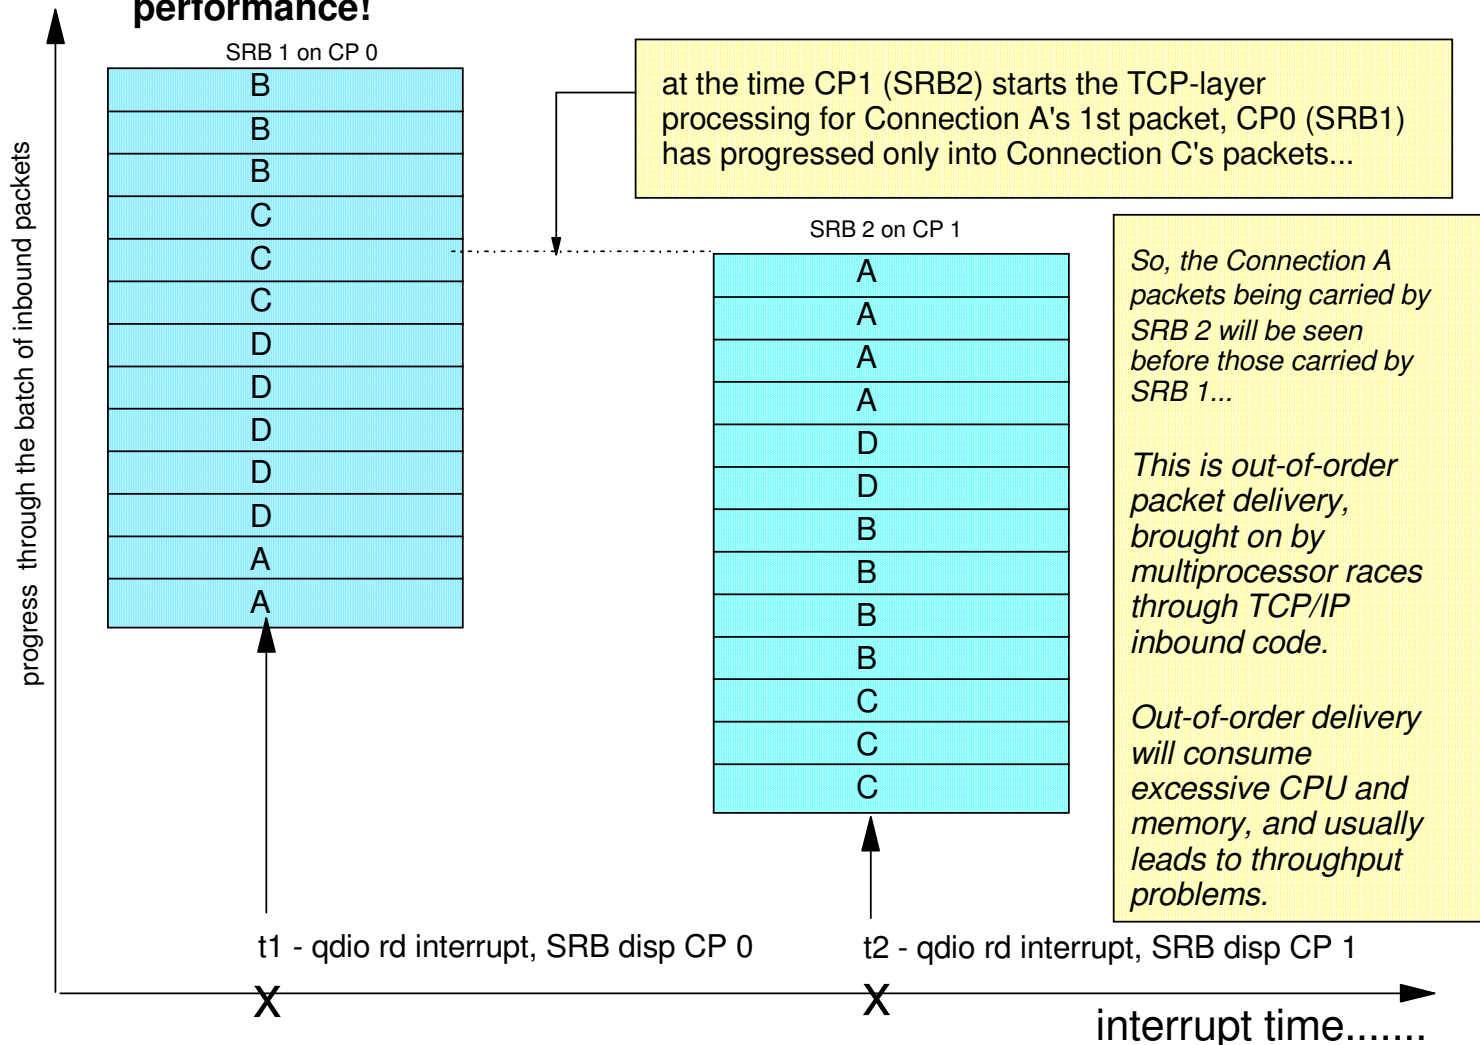 performance!
SRB 1 on CP 0
B
B
B
C
C
C
D
D
D
D
D
A
A
at the time CP1 (SRB2) starts the TCP-layer
processing for Connection A's 1st packet, CP0 (SRB1)
has progressed only into Connection C's packets...
SRB 2 on CP 1
A
A
A
A
D
D
B
B
B
B
C
C
C
So, the Connection A
packets being carried by
SRB 2 will be seen
before those carried by
SRB 1...
This is out-of-order
packet delivery,
brought on by
multiprocessor races
through TCP/IP
inbound code.
Out-of-order delivery
will consume
excessive CPU and
memory, and usually
leads to throughput
problems.
progress through the batch of inbound packets
t1 - qdio rd interrupt, SRB disp CP 0
t2 - qdio rd interrupt, SRB disp CP 1
X
X
interrupt time.......